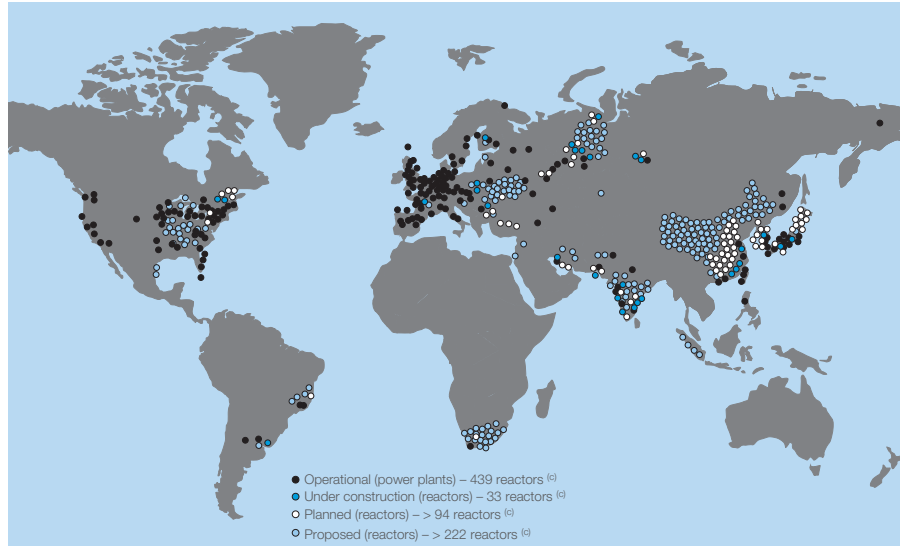 Operational (power plants) – 439 reactors (c)
Under construction (reactors) – 33 reactors (c)
Planned (reactors) – > 94 reactors (c)
Proposed (reactors) – > 222 reactors (c)